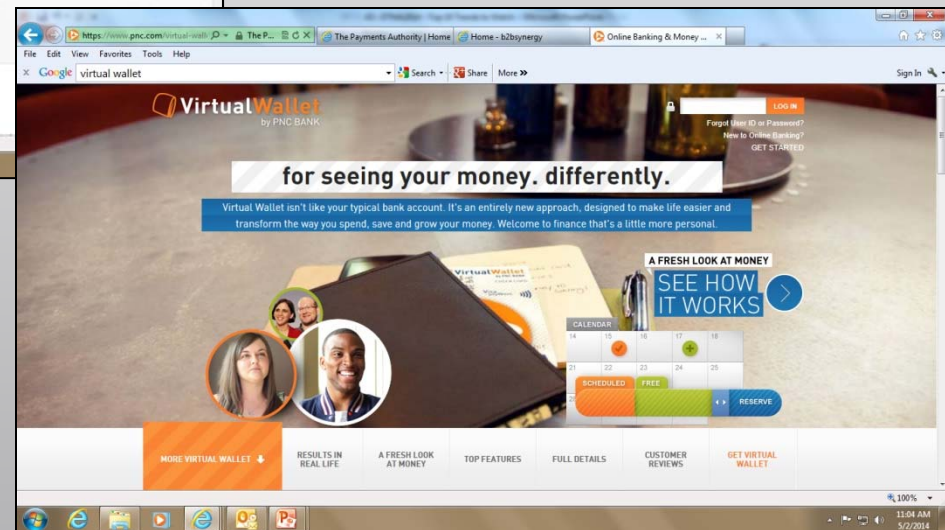 https://www.pnc.com/virtual-wall
The P...
The Payments Authority | Home
Home - b2bsynergy
Online Banking & Money ...
File Edit View Favorites Tools Help
Google virtual wallet Search Share More >> Sign In
VirtualWallet
by PNC BANK
LOG IN
Forgot User ID or Password?
New to Online Banking?
GET STARTED
for seeing your money. differently.
Virtual Wallet isn't like your typical bank account. It's an entirely new approach, designed to make life easier and
transform the way you spend, save and grow your money. Welcome to finance that's a little more personal.
VirtualWallet
by PNC BANK
A FRESH LOOK AT MONEY
SEE HOW
IT WORKS
CALENDAR
14 15 16 17 18
21 22 23 24 25
SCHEDULED FREE
RESERVE
MORE VIRTUAL WALLET
RESULTS IN
REAL LIFE
A FRESH LOOK
AT MONEY
TOP FEATURES
FULL DETAILS
CUSTOMER
REVIEWS
GET VIRTUAL
WALLET
100%
11:04 AM
5/2/2014